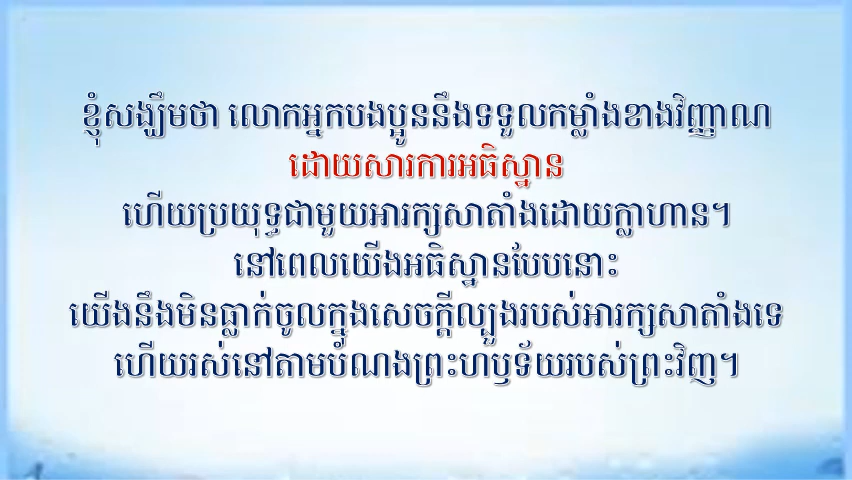 ខ្ញុំសង្ឃឹមថា លោកអ្នកបងប្អូននឹងទទួលកម្លាំងខាងវិញ្ញាណ
ដោយសារការអធិស្ឋាន
ហើយប្រយុទ្ធជាមួយអារក្សសាតាំងដោយក្លាហាន។
នៅពេលយើងអធិស្ឋានបែបនោះ
យើងនឹងមិនធ្លាក់ចូលក្នុងសេចក្តីល្បួងរបស់អារក្សសាតាំងទេ
ហើយរស់នៅតាមបំណងព្រះហឫទ័យរបស់ព្រះវិញ។